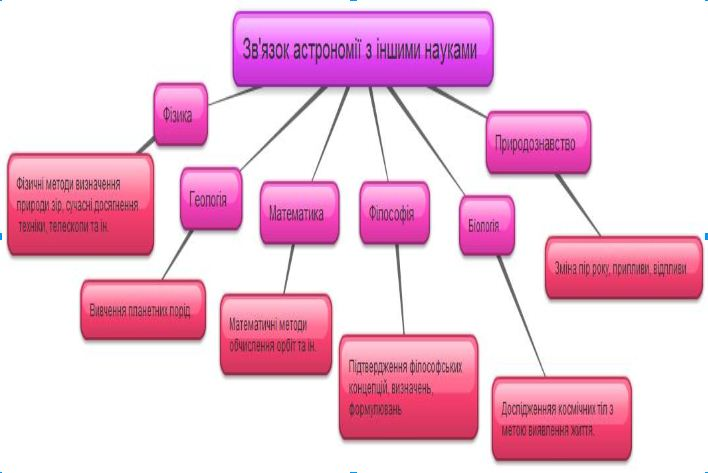 Зв'язок астрономії з іншими науками
Фізика
Фізичні методи визначення
природи зір, сучасні досягнення
техніки, телескопи та ін.
Геологія
Вивчення планетних порід
Математика
Математичні методи
обчислення орбіт та ін.
Філософія
Підтвердження філософських
концепцій, визначень,
формулювань
Біологія
Дослідження космічних тіл з
метою виявлення життя.
Природознавство
Зміна пір року, припливи, відпливи